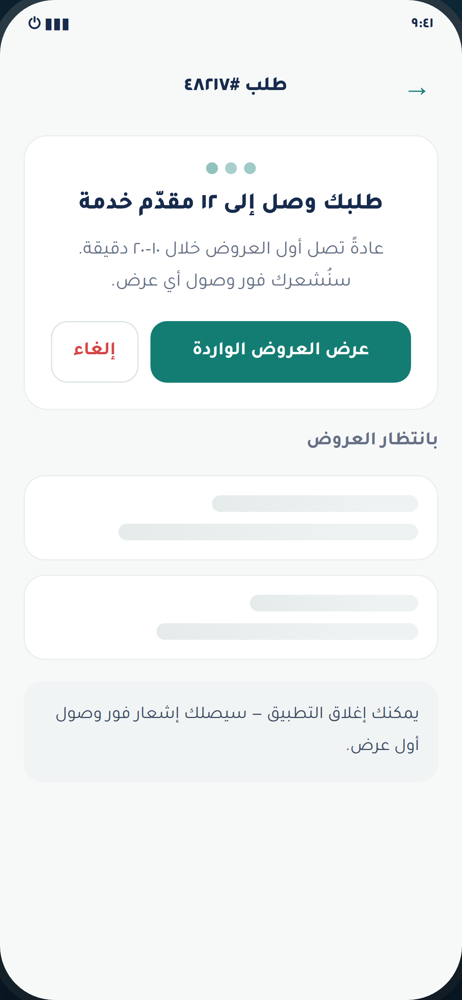 ٩:٤١
طلب #٤٨٢١٧
→
طلبك وصل إلى ١٢ مقدّم خدمة
عادةً تصل أول العروض خلال ١٠-٢٠ دقيقة.
سنُشعرك فور وصول أي عرض.
عرض العروض الواردة
إلغاء
بانتظار العروض
يمكنك إغلاق التطبيق – سيصلك إشعار فور وصول
أول عرض.